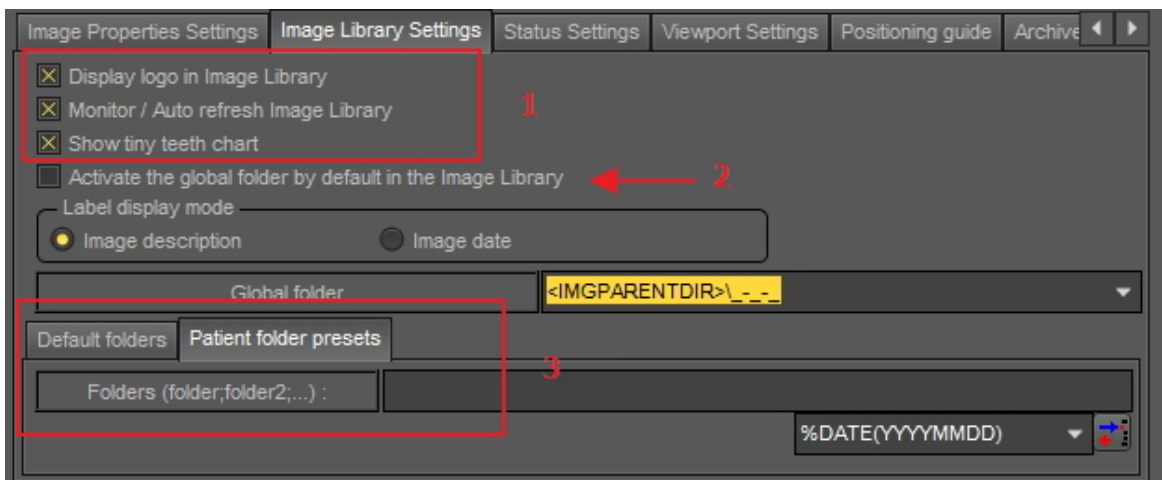 Image Properties Settings Image Library Settings Status Settings Viewport Settings Positioning guide Archive
Display logo in Image Library
Monitor / Auto refresh Image Library
1
Show tiny teeth chart
Activate the global folder by default in the Image Library
2
Label display mode
Image description Image date
Global folder <IMGPARENTDIR>\_-_-_
Default folders Patient folder presets
3
Folders (folder;folder2;...) :
%DATE(YYYYMMDD)